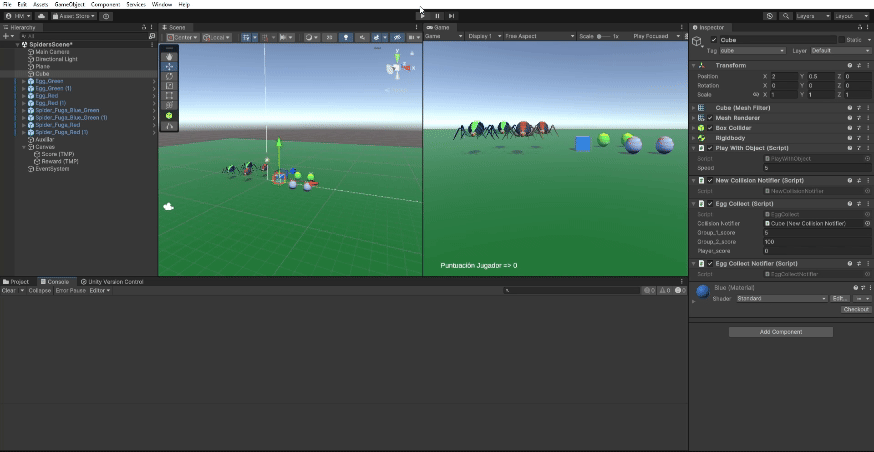 File Edit Assets GameObject Component Services Window Help
HM Asset Store Layers Layout
Hierarchy
All
SpidersScene*
Main Camera
Directional Light
Plane
Cube
Egg_Green
Egg_Green (1)
Egg_Red
Egg_Red (1)
Spider_Fuga_Blue_Green
Spider_Fuga_Blue_Green (1)
Spider_Fuga_Red
Spider_Fuga_Red (1)
Auxiliar
Canvas
Score (TMP)
Reward (TMP)
EventSystem
Scene
Center Local
2D
y
x
Game
Game Display 1 Free Aspect Scale 1x Play Focused
Puntuación Jugador => 0
Inspector
Cube Static
Tag cube Layer Default
Transform
Position X 2 Y 0.5 Z 0
Rotation X 0 Y 0 Z 0
Scale X 1 Y 1 Z 1
Cube (Mesh Filter)
Mesh Renderer
Box Collider
Rigidbody
Play With Object (Script)
Script PlayWithObject
Speed 5
New Collision Notifier (Script)
Script NewCollisionNotifier
Egg Collect (Script)
Script EggCollect
Collision Notifier Cube (New Collision Notifier)
Group_1_score 5
Group_2_score 100
Player_score 0
Egg Collect Notifier (Script)
Script EggCollectNotifier
Blue (Material)
Shader Standard Edit...
Checkout
Add Component
Project Console Unity Version Control
Clear Collapse Error Pause Editor 0 0 0